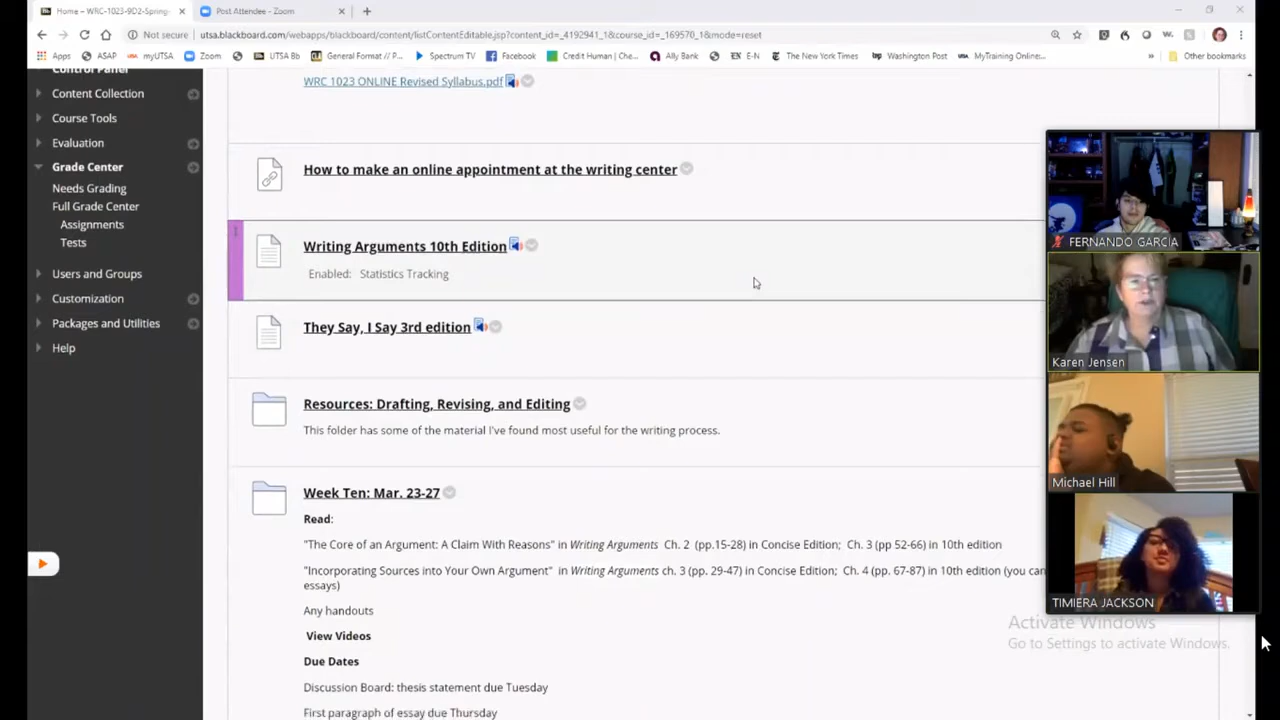 Home – WRC-1023-9D2-Spring-
Post Attendee - Zoom
Not secure
utsa.blackboard.com/webapps/blackboard/content/listContentEditable.jsp?content_id=_4192941_1&course_id=_169570_1&mode=reset
Apps
ASAP
myUTSA
Zoom
UTSA Bb
General Format // P...
Spectrum TV
Facebook
Credit Human | Che...
Ally Bank
E-N
The New York Times
Washington Post
MyTraining Online:...
Other bookmarks
Control Panel
Content Collection
Course Tools
Evaluation
Grade Center
Needs Grading
Full Grade Center
Assignments
Tests
Users and Groups
Customization
Packages and Utilities
Help
WRC 1023 ONLINE Revised Syllabus.pdf
How to make an online appointment at the writing center
Writing Arguments 10th Edition
Enabled: Statistics Tracking
They Say, I Say 3rd edition
Resources: Drafting, Revising, and Editing
This folder has some of the material I've found most useful for the writing process.
Week Ten: Mar. 23-27
Read:
"The Core of an Argument: A Claim With Reasons" in Writing Arguments Ch. 2 (pp.15-28) in Concise Edition; Ch. 3 (pp 52-66) in 10th edition
"Incorporating Sources into Your Own Argument" in Writing Arguments ch. 3 (pp. 29-47) in Concise Edition; Ch. 4 (pp. 67-87) in 10th edition (you can
essays)
Any handouts
View Videos
Due Dates
Discussion Board: thesis statement due Tuesday
First paragraph of essay due Thursday
FERNANDO GARCIA
Karen Jensen
Michael Hill
TIMIERA JACKSON
Activate Windows
Go to Settings to activate Windows.